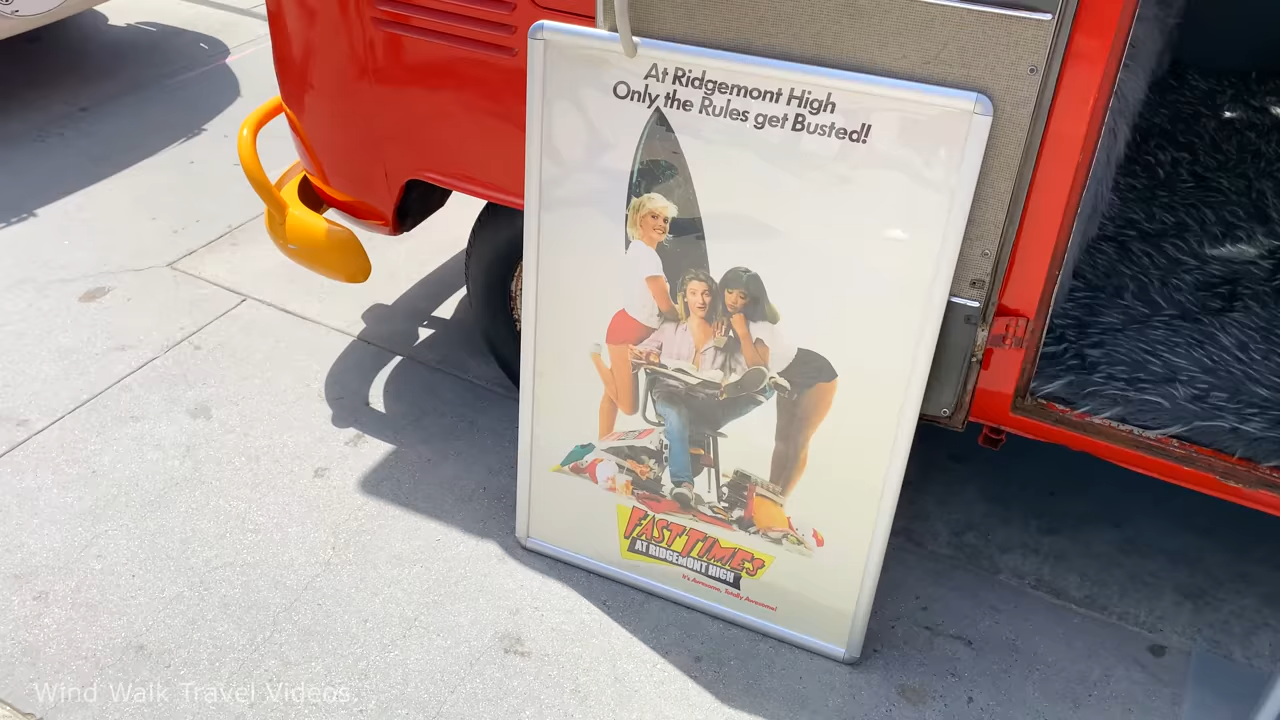 At Ridgemont High
Only the Rules get Busted!
FAST TIMES
AT RIDGEMONT HIGH
It's Awesome, Totally Awesome!
Wind Walk Travel Videos